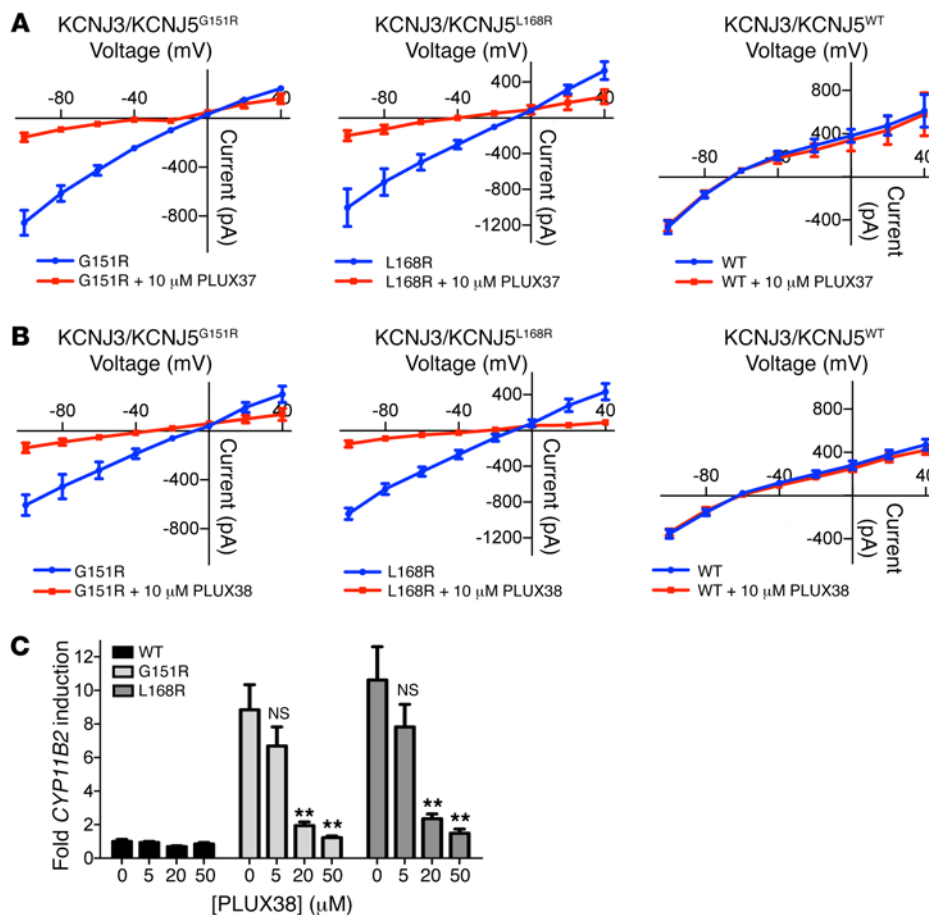 A
KCNJ3/KCNJ5G151R
Voltage (mV)
-80
-40
40
-400
-800
Current (pA)
G151R
G151R + 10 μM PLUX37
KCNJ3/KCNJ5L168R
Voltage (mV)
400
-80
-40
40
-400
-800
-1200
Current (pA)
L168R
L168R + 10 μM PLUX37
KCNJ3/KCNJ5WT
Voltage (mV)
800
400
-80
-40
40
-400
Current
(pA)
WT
WT + 10 μM PLUX37
B
KCNJ3/KCNJ5G151R
Voltage (mV)
-80
-40
40
-400
-800
Current (pA)
G151R
G151R + 10 μM PLUX38
KCNJ3/KCNJ5L168R
Voltage (mV)
400
-80
-40
40
-400
-800
-1200
Current (pA)
L168R
L168R + 10 μM PLUX38
KCNJ3/KCNJ5WT
Voltage (mV)
800
400
-80
-40
40
-400
Current
(pA)
WT
WT + 10 μM PLUX38
C
Fold CYP11B2 induction
12
10
8
6
4
2
0
WT
G151R
L168R
NS
**
**
NS
**
**
0 5 20 50 0 5 20 50 0 5 20 50
[PLUX38] (μM)